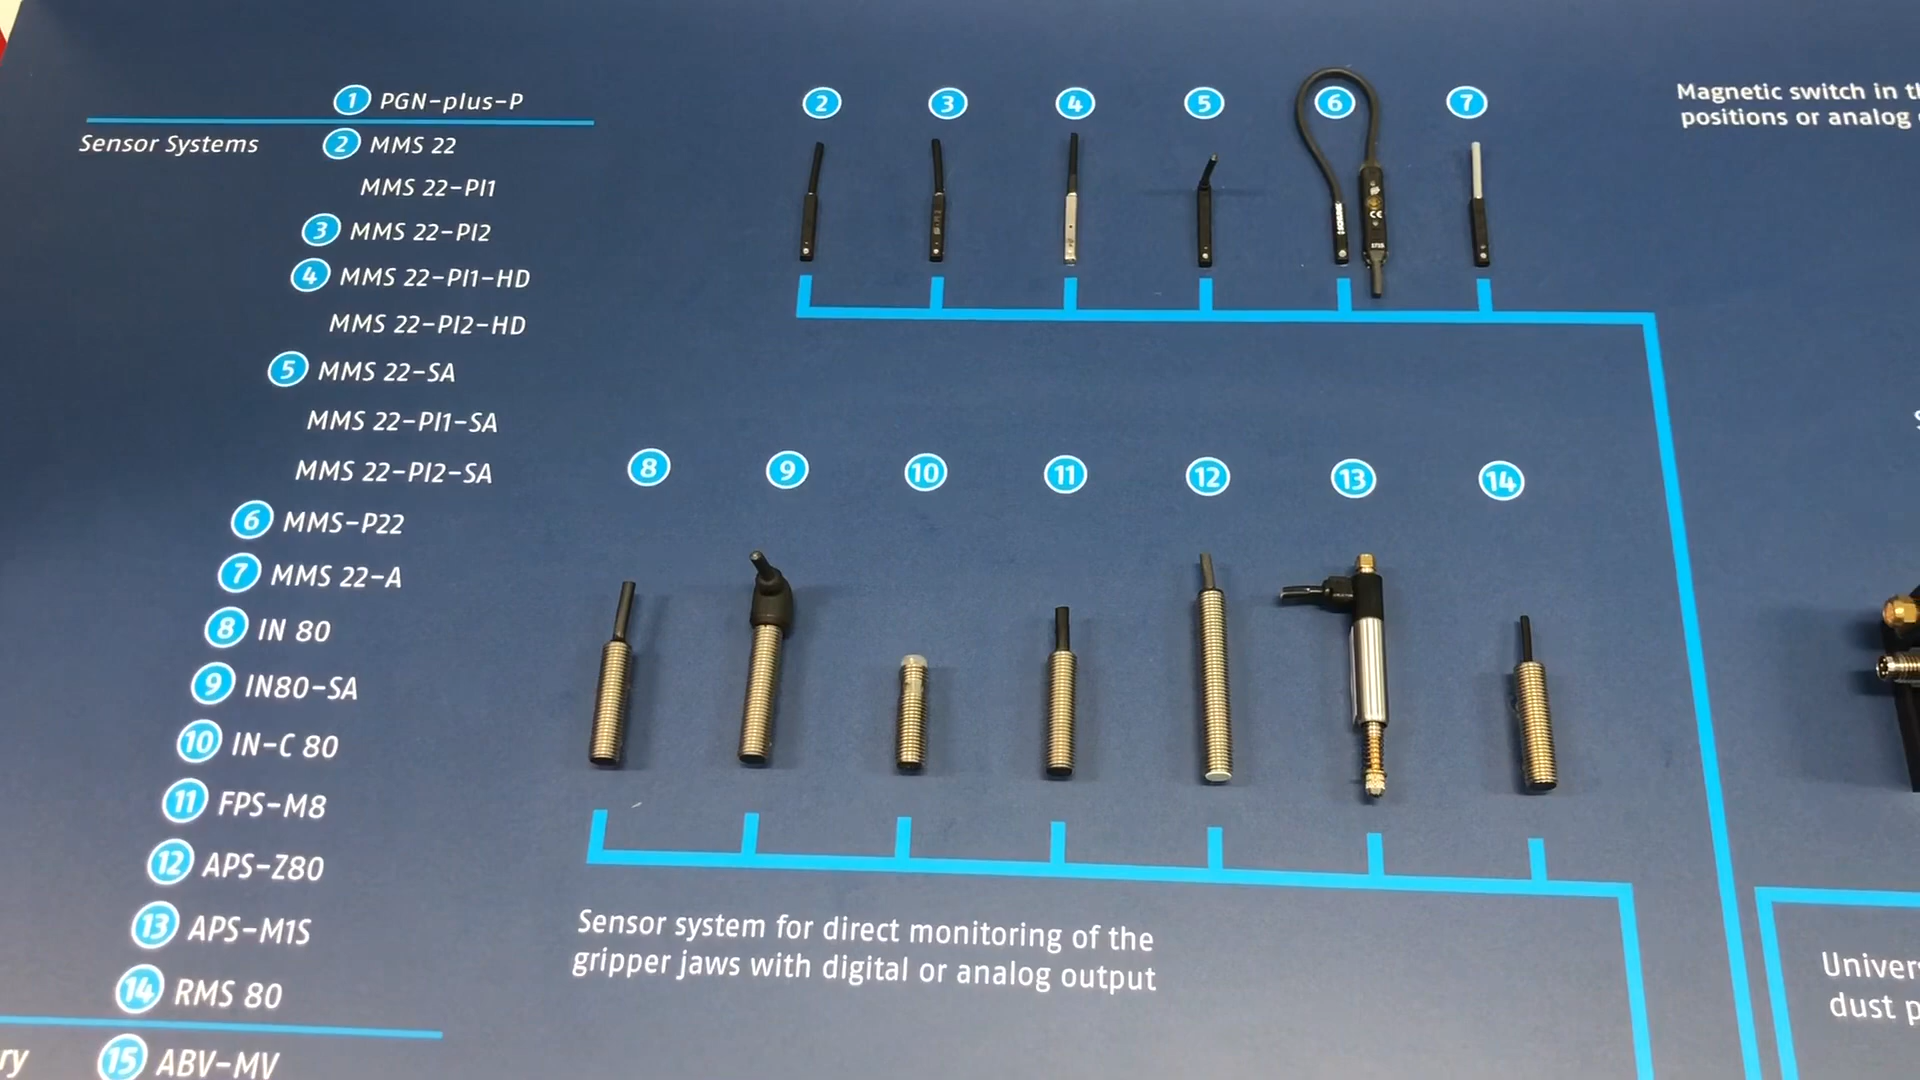 1 PGN-plus-P
Sensor Systems 2 MMS 22
MMS 22-PI1
3 MMS 22-PI2
4 MMS 22-PI1-HD
MMS 22-PI2-HD
5 MMS 22-SA
MMS 22-PI1-SA
MMS 22-PI2-SA
6 MMS-P22
7 MMS 22-A
8 IN 80
9 IN80-SA
10 IN-C 80
11 FPS-M8
12 APS-Z80
13 APS-M1S
14 RMS 80
15 ABV-MV
2 3 4 5 6 7
SCHUNK
CE
8 9 10 11 12 13 14
Sensor system for direct monitoring of the
gripper jaws with digital or analog output
Magnetic switch in
positions or analog
dust